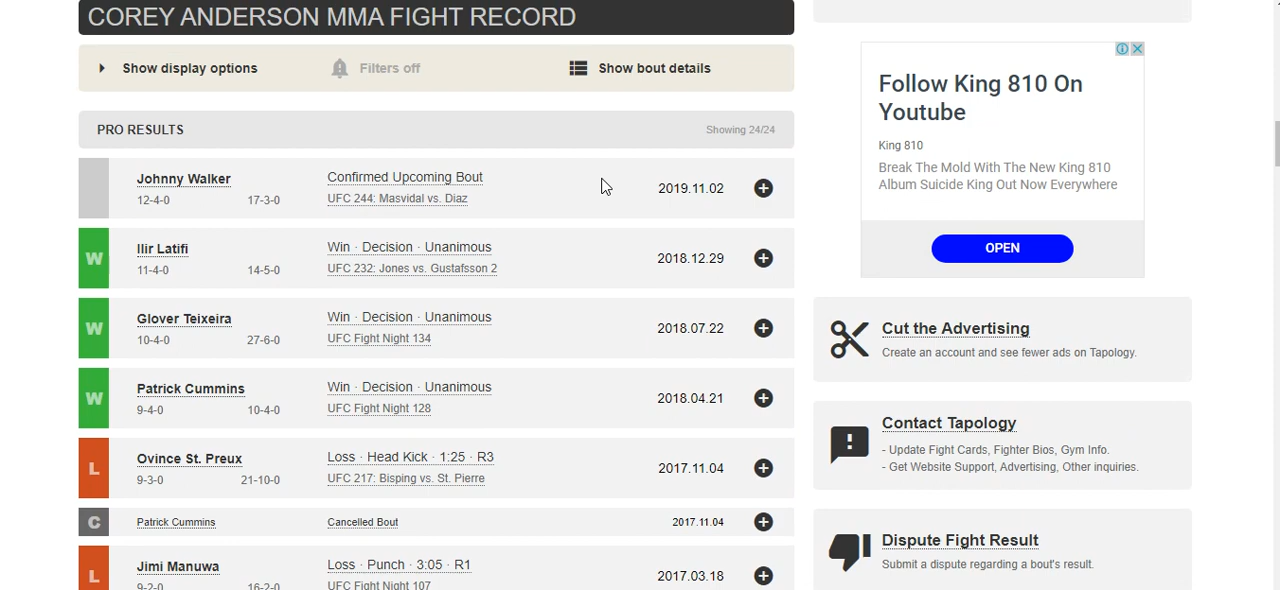 COREY ANDERSON MMA FIGHT RECORD
Show display options
Filters off
Show bout details
PRO RESULTS
Showing 24/24
Johnny Walker
12-4-0
17-3-0
Confirmed Upcoming Bout
UFC 244: Masvidal vs. Diaz
2019.11.02
W
Ilir Latifi
11-4-0
14-5-0
Win · Decision · Unanimous
UFC 232: Jones vs. Gustafsson 2
2018.12.29
W
Glover Teixeira
10-4-0
27-6-0
Win · Decision · Unanimous
UFC Fight Night 134
2018.07.22
W
Patrick Cummins
9-4-0
10-4-0
Win · Decision · Unanimous
UFC Fight Night 128
2018.04.21
L
Ovince St. Preux
9-3-0
21-10-0
Loss · Head Kick · 1:25 · R3
UFC 217: Bisping vs. St. Pierre
2017.11.04
C
Patrick Cummins
Cancelled Bout
2017.11.04
L
Jimi Manuwa
9-2-0
16-2-0
Loss · Punch · 3:05 · R1
UFC Fight Night 107
2017.03.18
Follow King 810 On
Youtube
King 810
Break The Mold With The New King 810
Album Suicide King Out Now Everywhere
OPEN
Cut the Advertising
Create an account and see fewer ads on Tapology.
Contact Tapology
- Update Fight Cards, Fighter Bios, Gym Info.
- Get Website Support, Advertising, Other inquiries.
Dispute Fight Result
Submit a dispute regarding a bout's result.